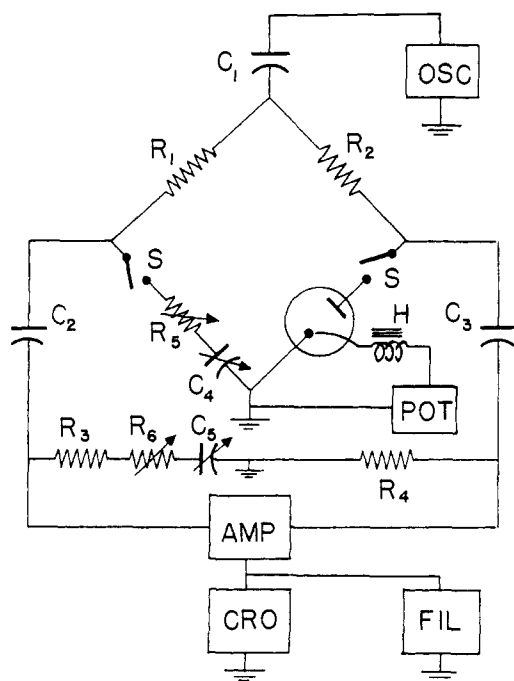 C₁
OSC
R₁
R₂
S
S
C₂
R₅
H
C₃
C₄
POT
R₃
R₆
C₅
R₄
AMP
CRO
FIL